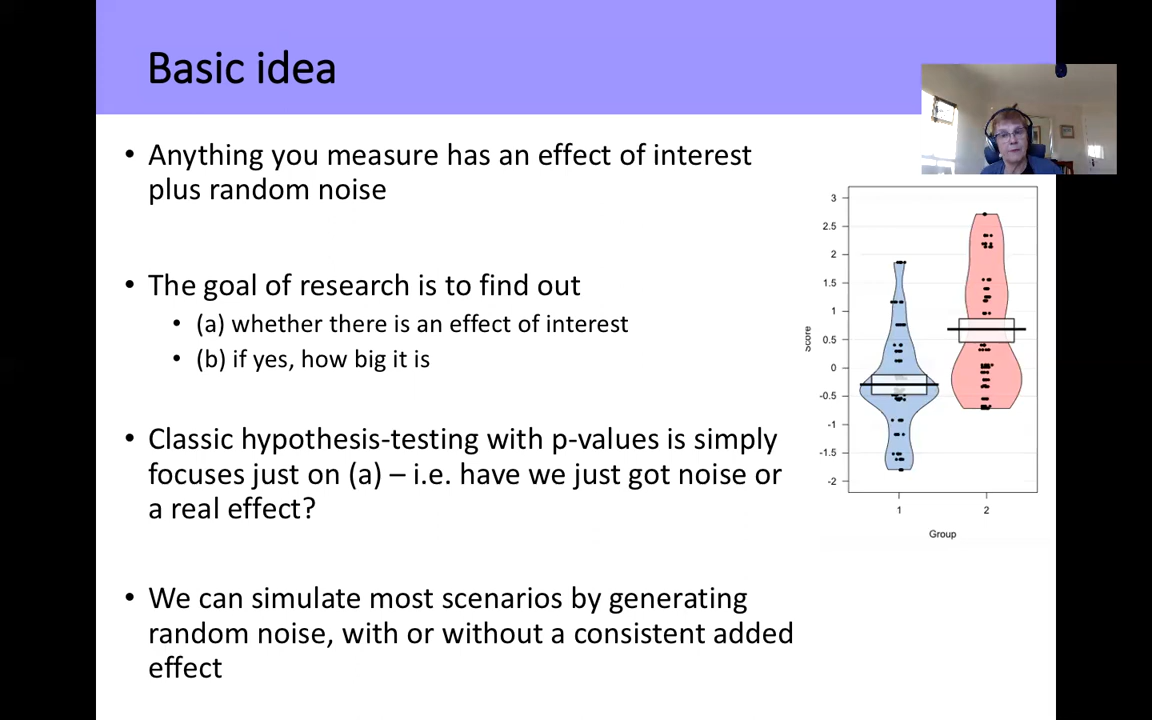 Basic idea
• Anything you measure has an effect of interest
plus random noise
• The goal of research is to find out
• (a) whether there is an effect of interest
• (b) if yes, how big it is
• Classic hypothesis-testing with p-values is simply
focuses just on (a) – i.e. have we just got noise or
a real effect?
• We can simulate most scenarios by generating
random noise, with or without a consistent added
effect
3
2.5
2
1.5
1
0.5
0
-0.5
-1
-1.5
-2
Score
1 2
Group